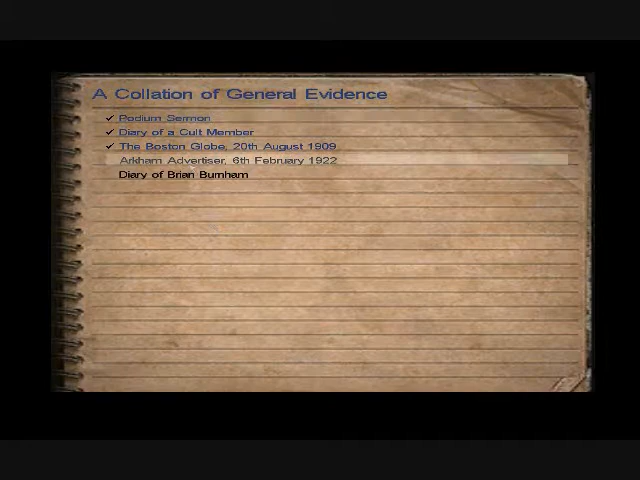 A Collation of General Evidence
Podium Sermon
Diary of a Cult Member
The Boston Globe, 20th August 1909
Arkham Advertiser, 6th February 1922
Diary of Brian Burnham